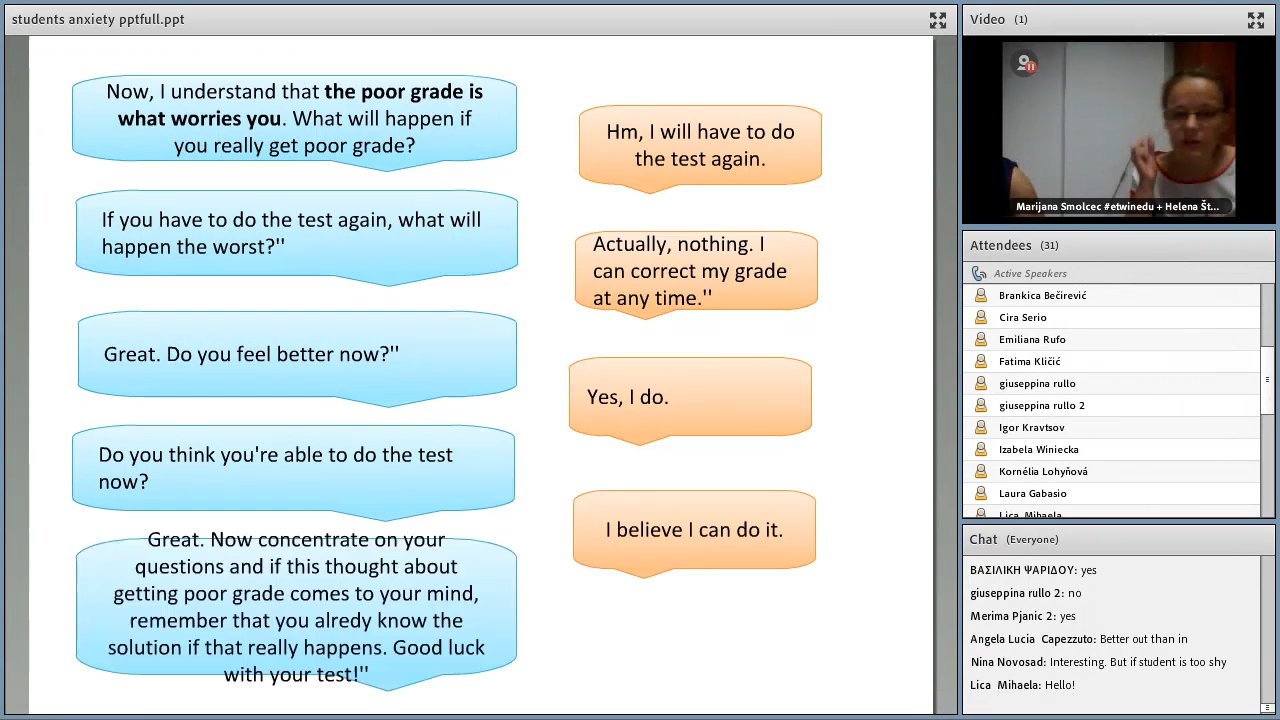 students anxiety pptfull.ppt
Now, I understand that the poor grade is
what worries you. What will happen if
you really get poor grade?
Hm, I will have to do
the test again.
If you have to do the test again, what will
happen the worst?"
Actually, nothing. I
can correct my grade
at any time."
Great. Do you feel better now?"
Yes, I do.
Do you think you're able to do the test
now?
I believe I can do it.
Great. Now concentrate on your
questions and if this thought about
getting poor grade comes to your mind,
remember that you alredy know the
solution if that really happens. Good luck
with your test!"
Video (1)
Marijana Smolcec #etwinedu + Helena Št...
Attendees (31)
Active Speakers
Brankica Bečirević
Cira Serio
Emiliana Rufo
Fatima Kličić
giuseppina rullo
giuseppina rullo 2
Igor Kravtsov
Izabela Winiecka
Kornélia Lohyňová
Laura Gabasio
Lica Mihaela
Chat (Everyone)
ΒΑΣΙΛΙΚΗ ΨΑΡΙΔΟΥ: yes
giuseppina rullo 2: no
Merima Pjanic 2: yes
Angela Lucia Capezzuto: Better out than in
Nina Novosad: Interesting. But if student is too shy
Lica Mihaela: Hello!